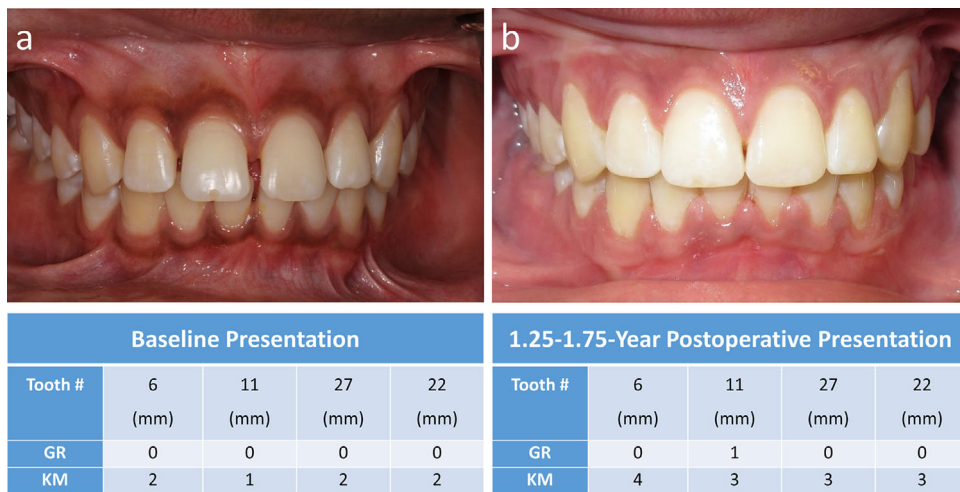 a
b
Baseline Presentation
Tooth # 6 (mm) 11 (mm) 27 (mm) 22 (mm)
GR 0 0 0 0
KM 2 1 2 2
1.25-1.75-Year Postoperative Presentation
Tooth # 6 (mm) 11 (mm) 27 (mm) 22 (mm)
GR 0 1 0 0
KM 4 3 3 3